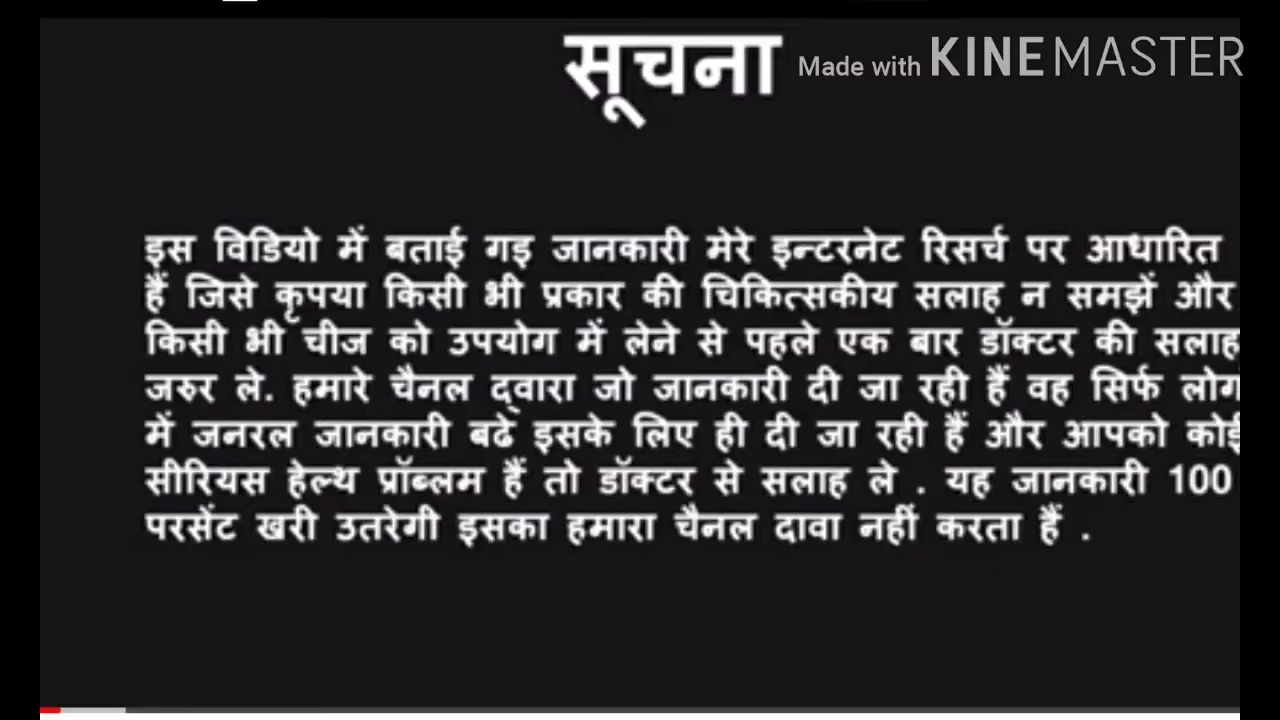 सूचना
Made with KINEMASTER
इस विडियो में बताई गइ जानकारी मेरे इन्टरनेट रिसर्च पर आधारित
हैं जिसे कृपया किसी भी प्रकार की चिकित्सकीय सलाह न समझें और
किसी भी चीज को उपयोग में लेने से पहले एक बार डॉक्टर की सलाह
जरुर ले. हमारे चैनल द्वारा जो जानकारी दी जा रही हैं वह सिर्फ लोग
में जनरल जानकारी बढे इसके लिए ही दी जा रही हैं और आपको कोई
सीरियस हेल्थ प्रॉब्लम हैं तो डॉक्टर से सलाह ले . यह जानकारी 100
परसेंट खरी उतरेगी इसका हमारा चैनल दावा नहीं करता हैं .